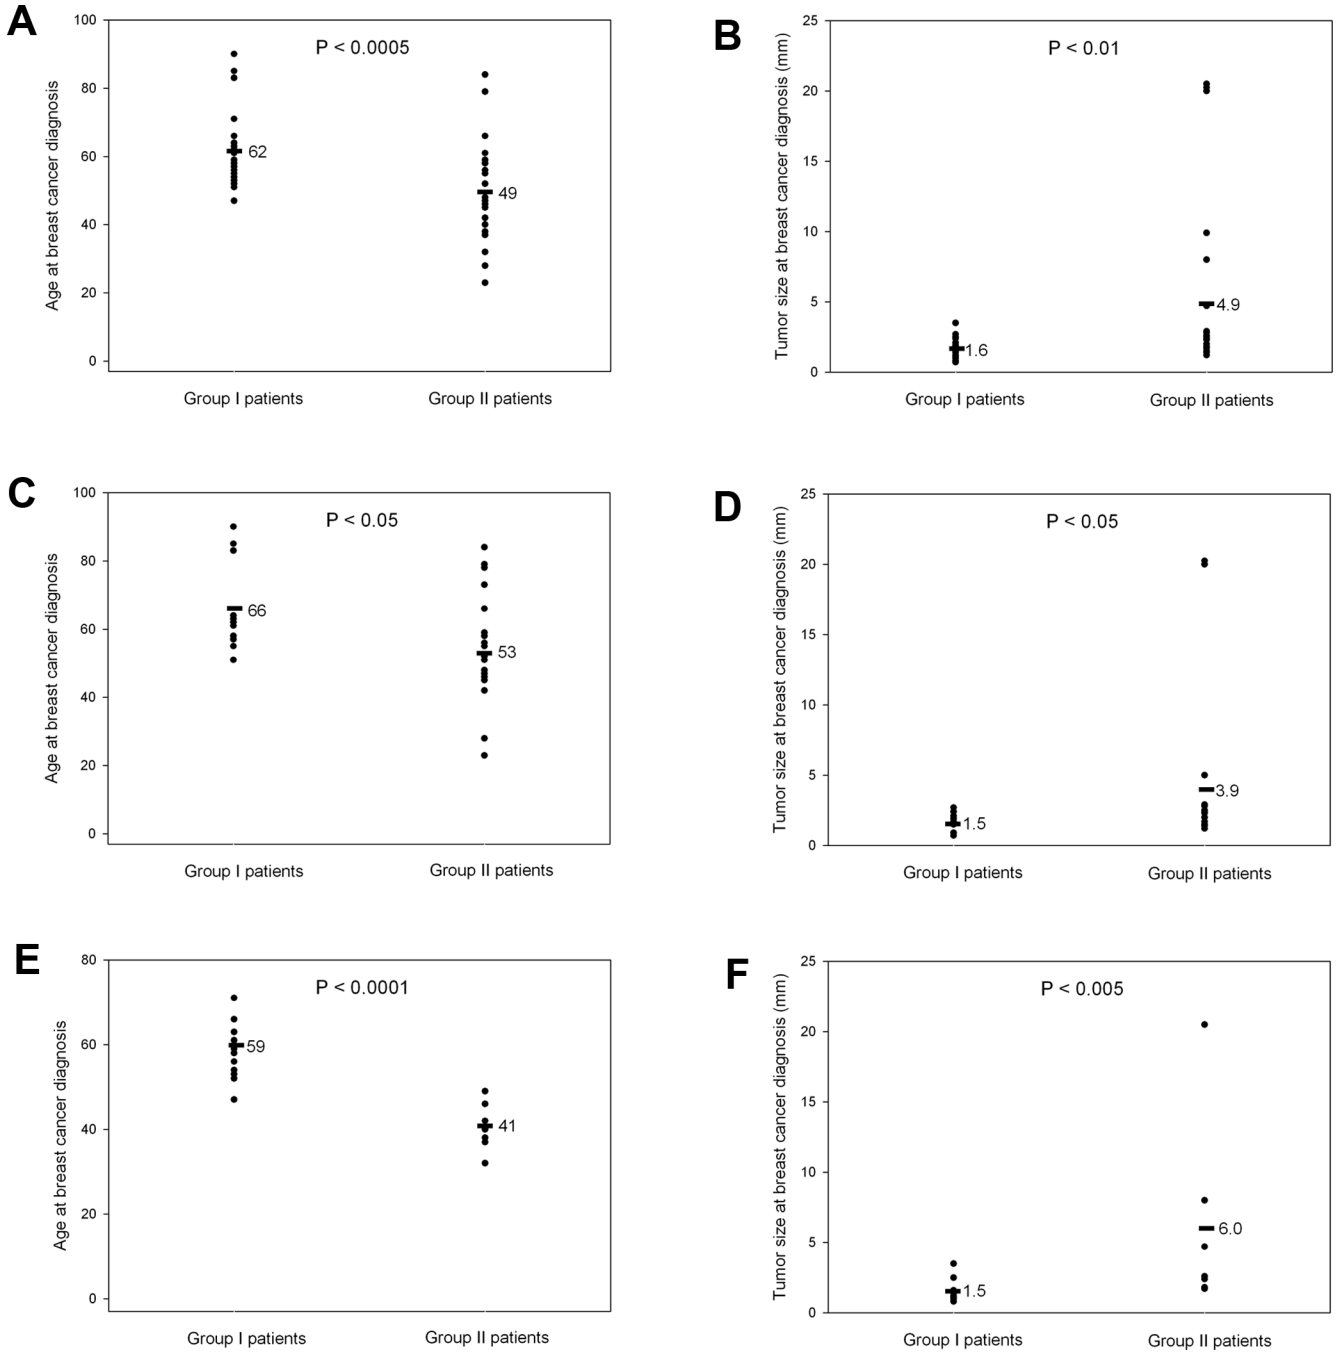 A
Age at breast cancer diagnosis
100
80
60
40
20
0
P < 0.0005
62
49
Group I patients
Group II patients
B
Tumor size at breast cancer diagnosis (mm)
25
20
15
10
5
0
P < 0.01
1.6
4.9
Group I patients
Group II patients
C
Age at breast cancer diagnosis
100
80
60
40
20
0
P < 0.05
66
53
Group I patients
Group II patients
D
Tumor size at breast cancer diagnosis (mm)
25
20
15
10
5
0
P < 0.05
1.5
3.9
Group I patients
Group II patients
E
Age at breast cancer diagnosis
80
60
40
20
0
P < 0.0001
59
41
Group I patients
Group II patients
F
Tumor size at breast cancer diagnosis (mm)
25
20
15
10
5
0
P < 0.005
1.5
6.0
Group I patients
Group II patients